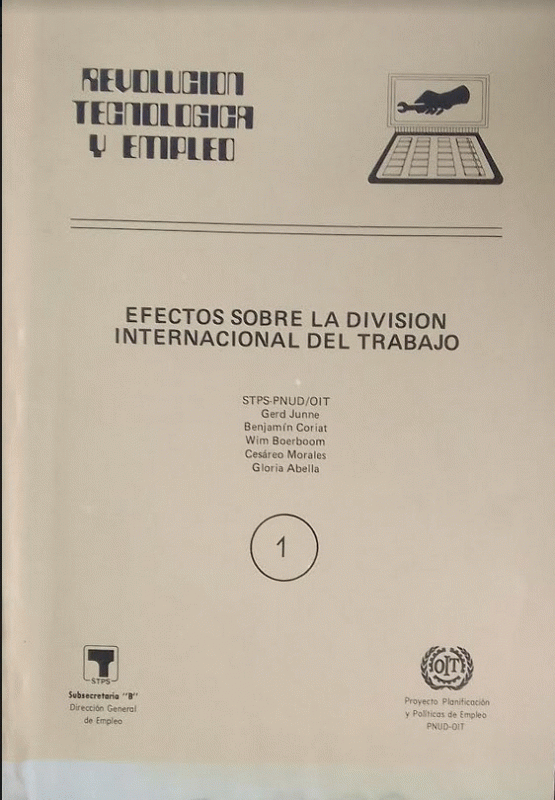 REVOLUCION
TECNOLOGICA
Y EMPLEO
EFECTOS SOBRE LA DIVISION
INTERNACIONAL DEL TRABAJO
STPS-PNUD/OIT
Gerd Junne
Benjamín Coriat
Wim Boerboom
Cesáreo Morales
Gloria Abella
1
STPS
Subsecretaría "B"
Dirección General
de Empleo
OIT
Proyecto Planificación
y Políticas de Empleo
PNUD-OIT